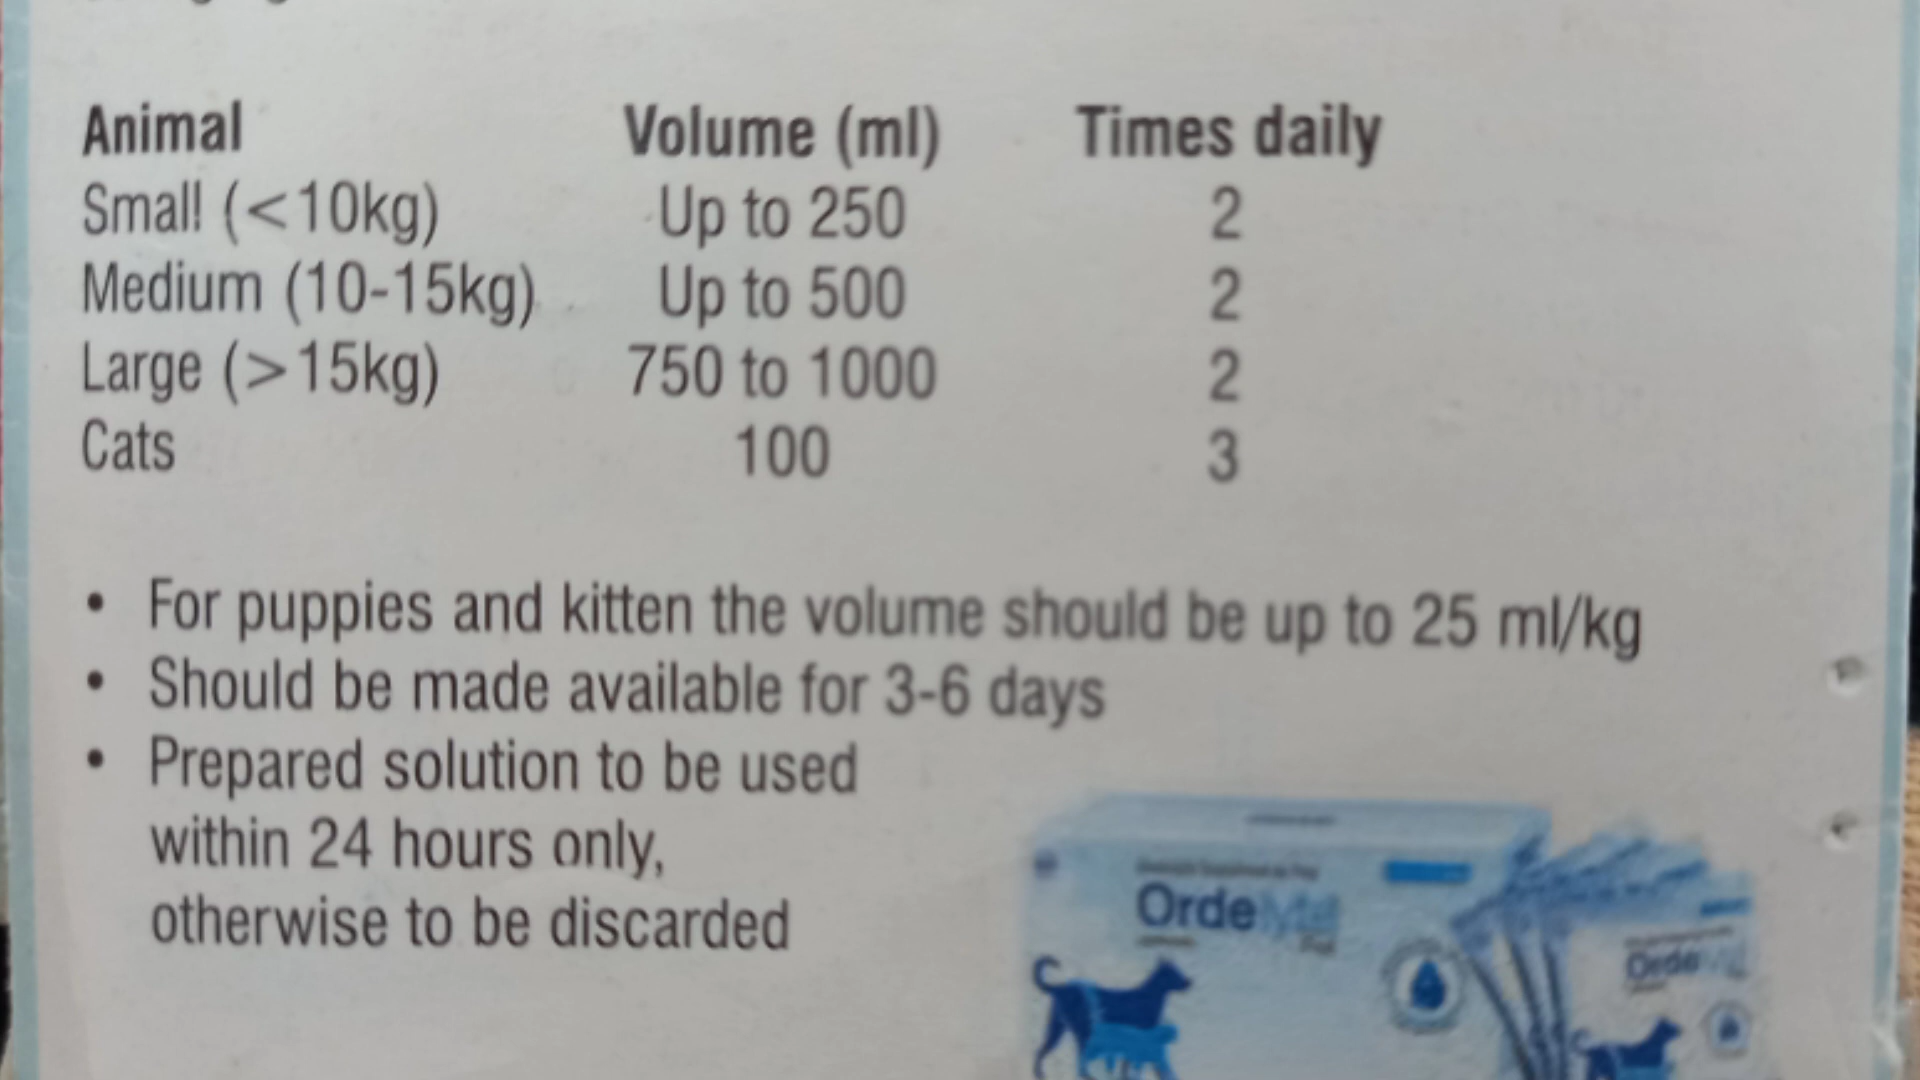 Animal Volume (ml) Times daily
Small (<10kg) Up to 250 2
Medium (10-15kg) Up to 500 2
Large (>15kg) 750 to 1000 2
Cats 100 3
• For puppies and kitten the volume should be up to 25 ml/kg
• Should be made available for 3-6 days
• Prepared solution to be used
within 24 hours only,
otherwise to be discarded